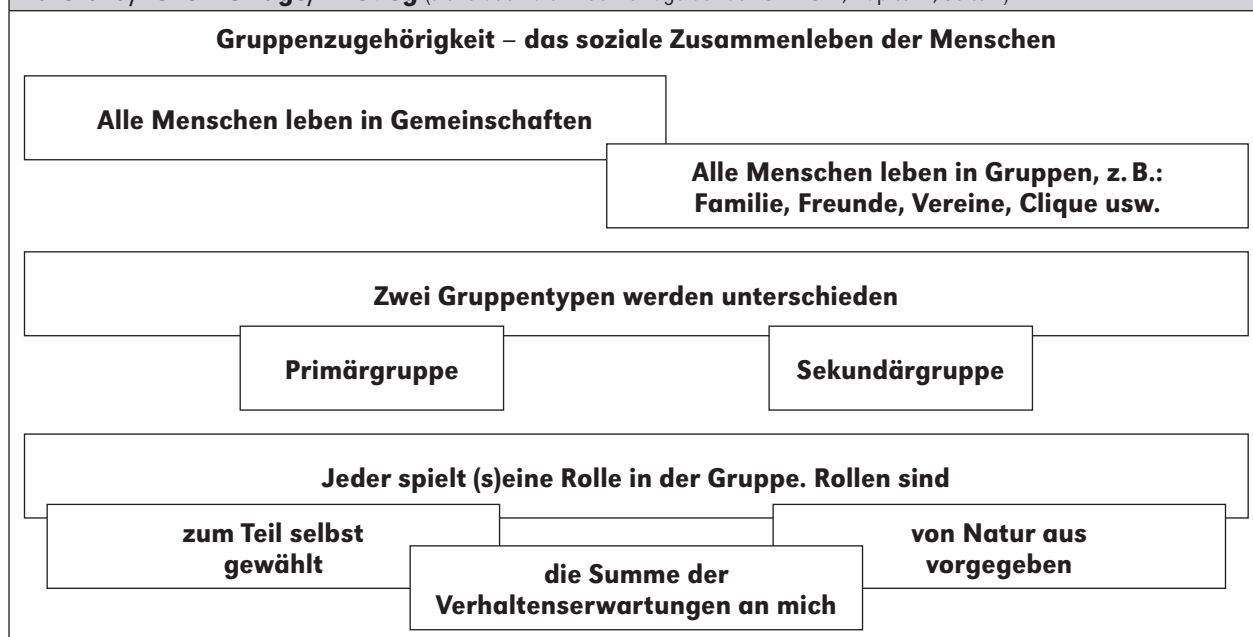 Gruppenzugehörigkeit – das soziale Zusammenleben der Menschen
Alle Menschen leben in Gemeinschaften
Alle Menschen leben in Gruppen, z. B.:
Familie, Freunde, Vereine, Clique usw.
Zwei Gruppentypen werden unterschieden
Primärgruppe
Sekundärgruppe
Jeder spielt (s)eine Rolle in der Gruppe. Rollen sind
zum Teil selbst
gewählt
von Natur aus
vorgegeben
die Summe der
Verhaltenserwartungen an mich